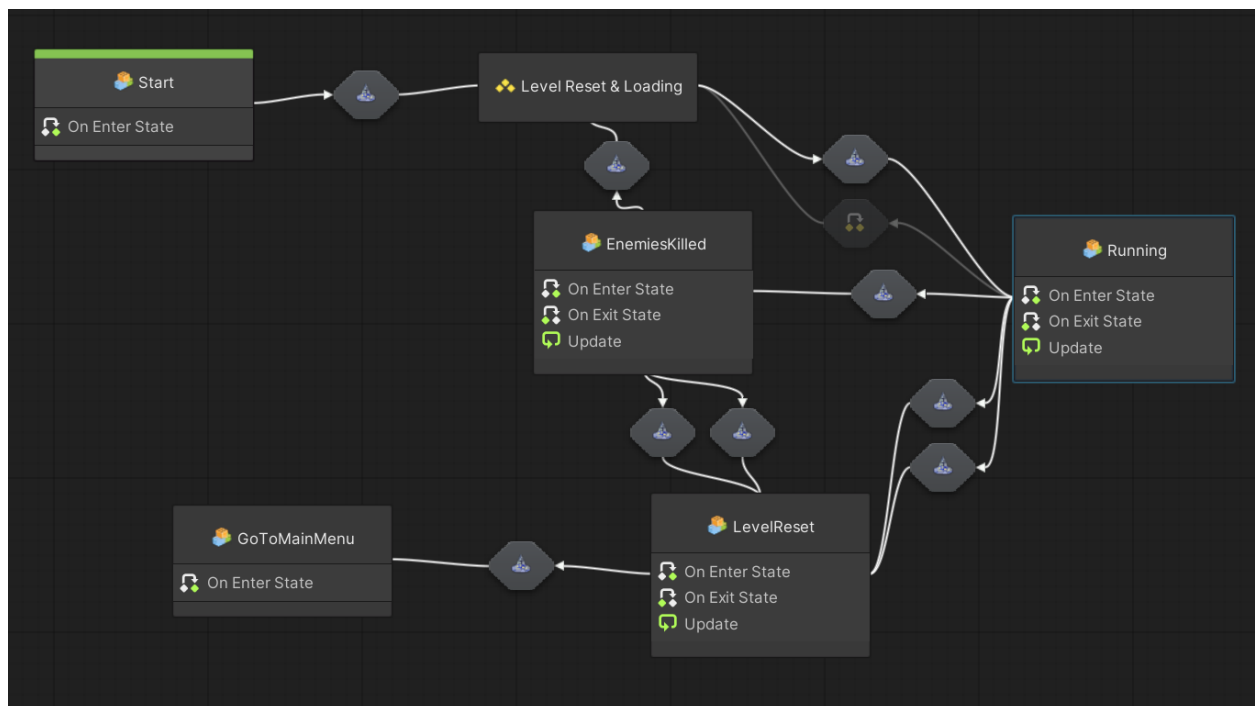 Start
On Enter State
Level Reset & Loading
EnemiesKilled
On Enter State
On Exit State
Update
Running
On Enter State
On Exit State
Update
GoToMainMenu
On Enter State
LevelReset
On Enter State
On Exit State
Update